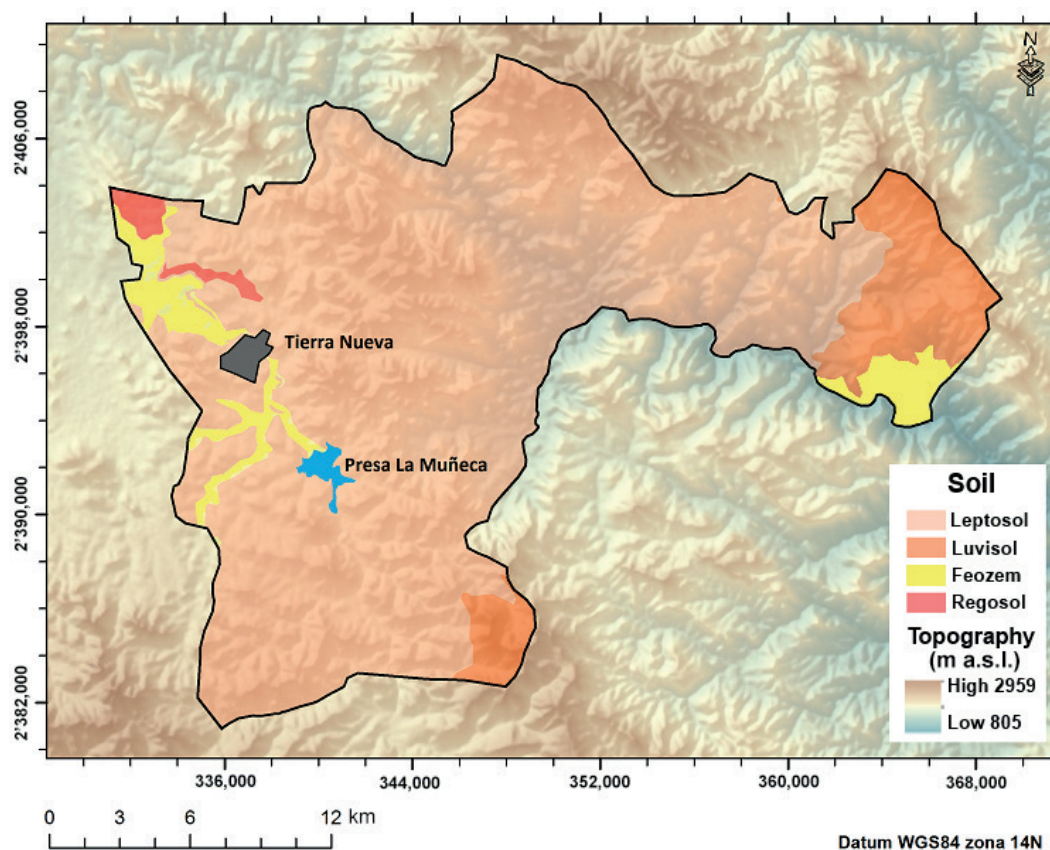 N
2'406,000
2'398,000
2'390,000
2'382,000
Tierra Nueva
Presa La Muñeca
Soil
Leptosol
Luvisol
Feozem
Regosol
Topography
(m a.s.l.)
High 2959
Low 805
336,000
344,000
352,000
360,000
368,000
0 3 6 12 km
Datum WGS84 zona 14N